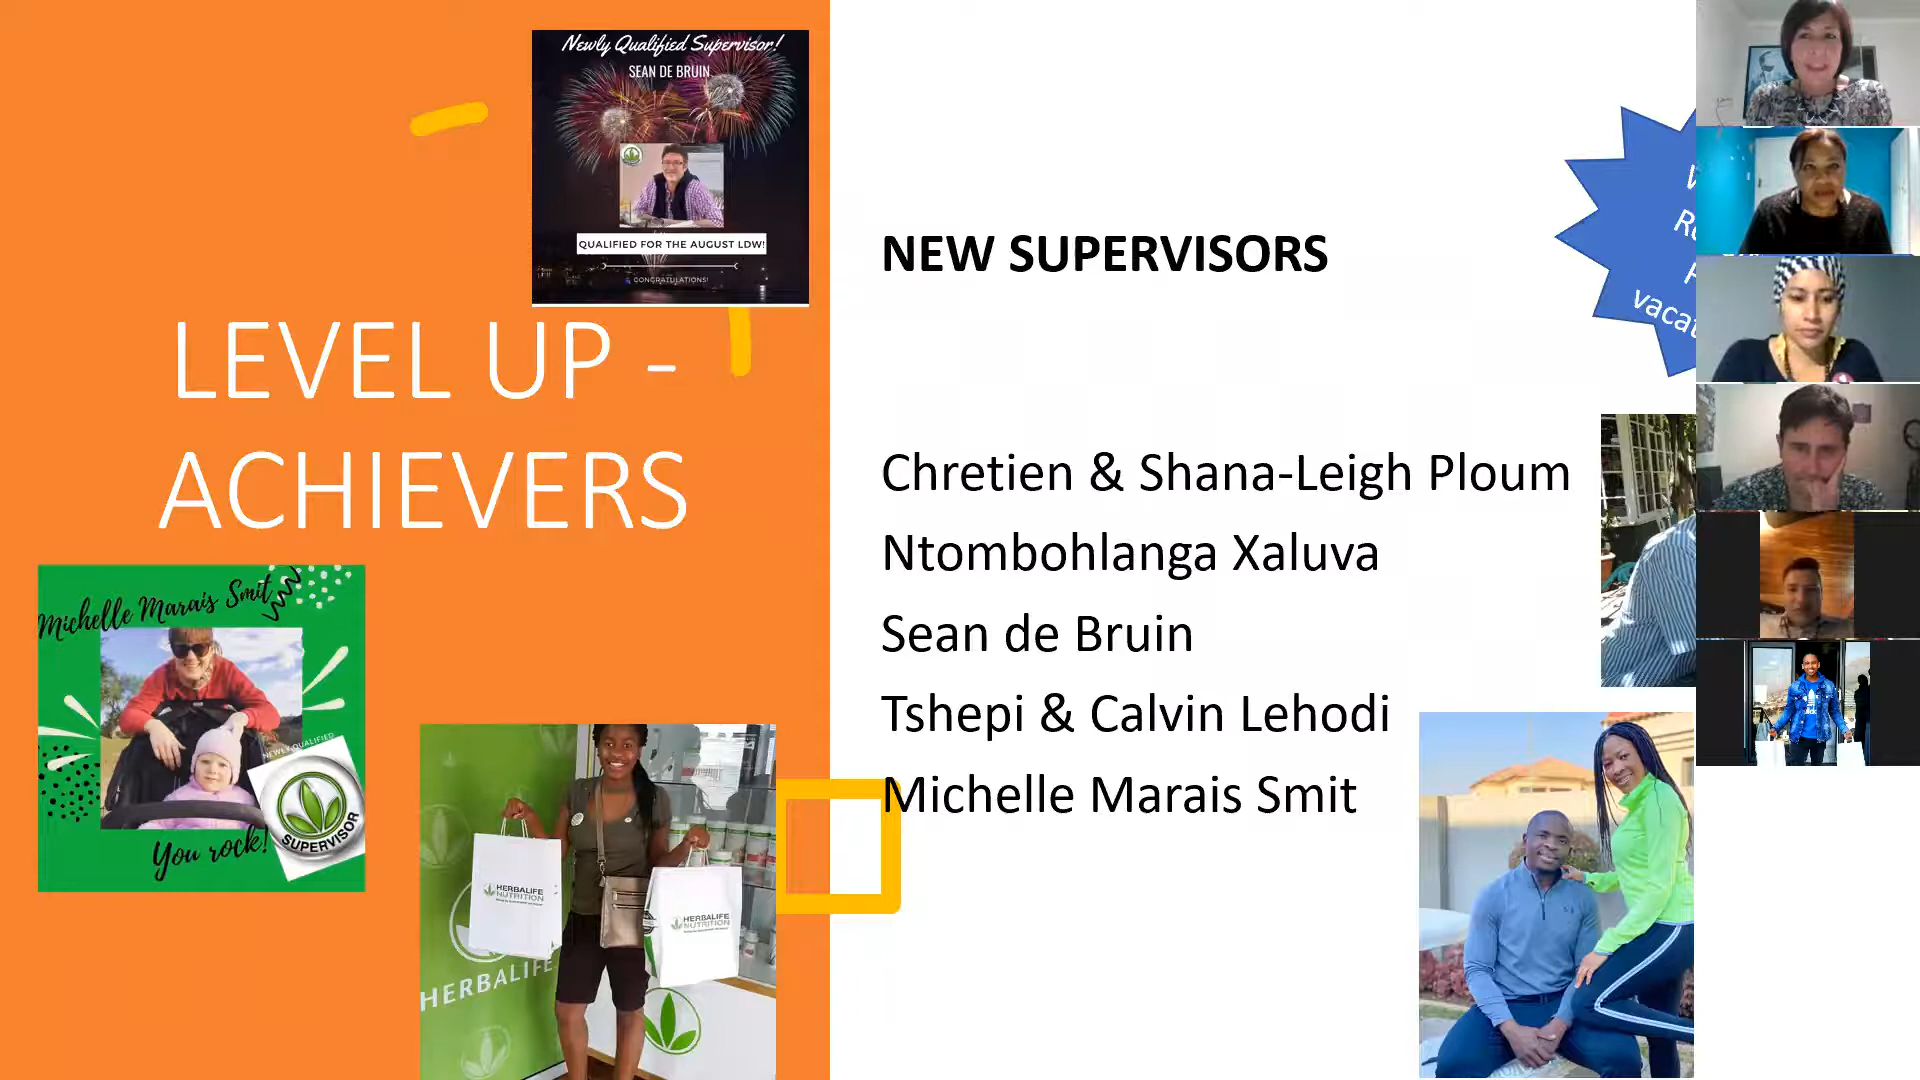 Newly Qualified Supervisor!
SEAN DE BRUIN
QUALIFIED FOR THE AUGUST LDW!
CONGRATULATIONS!
LEVEL UP -
ACHIEVERS
Michelle Marais Smit
NEWLY QUALIFIED
SUPERVISOR
You rock!
HERBALIFE
NUTRITION
HERBALIFE
NUTRITION
HERBALIFE
NEW SUPERVISORS
Chretien & Shana-Leigh Ploum
Ntombohlanga Xaluva
Sean de Bruin
Tshepi & Calvin Lehodi
Michelle Marais Smit